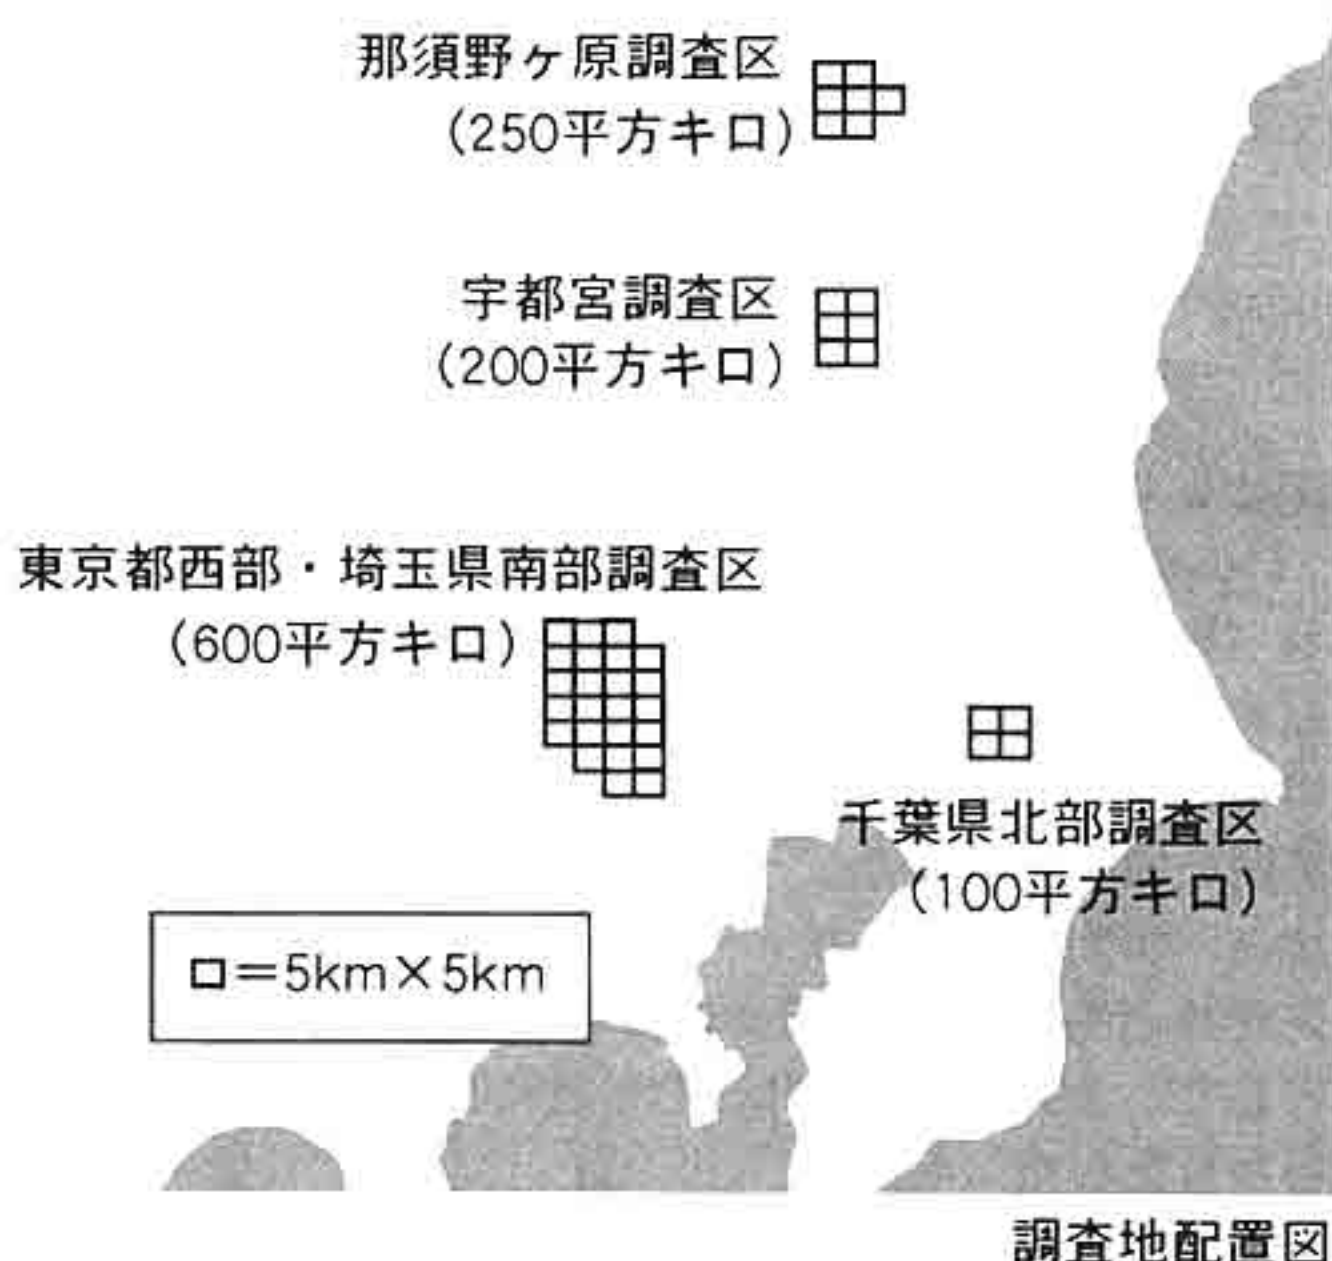 那須野ヶ原調査区
(250平方キロ)
宇都宮調査区
(200平方キロ)
東京都西部・埼玉県南部調査区
(600平方キロ)
千葉県北部調査区
(100平方キロ)
□=5km×5km
調査地配置図